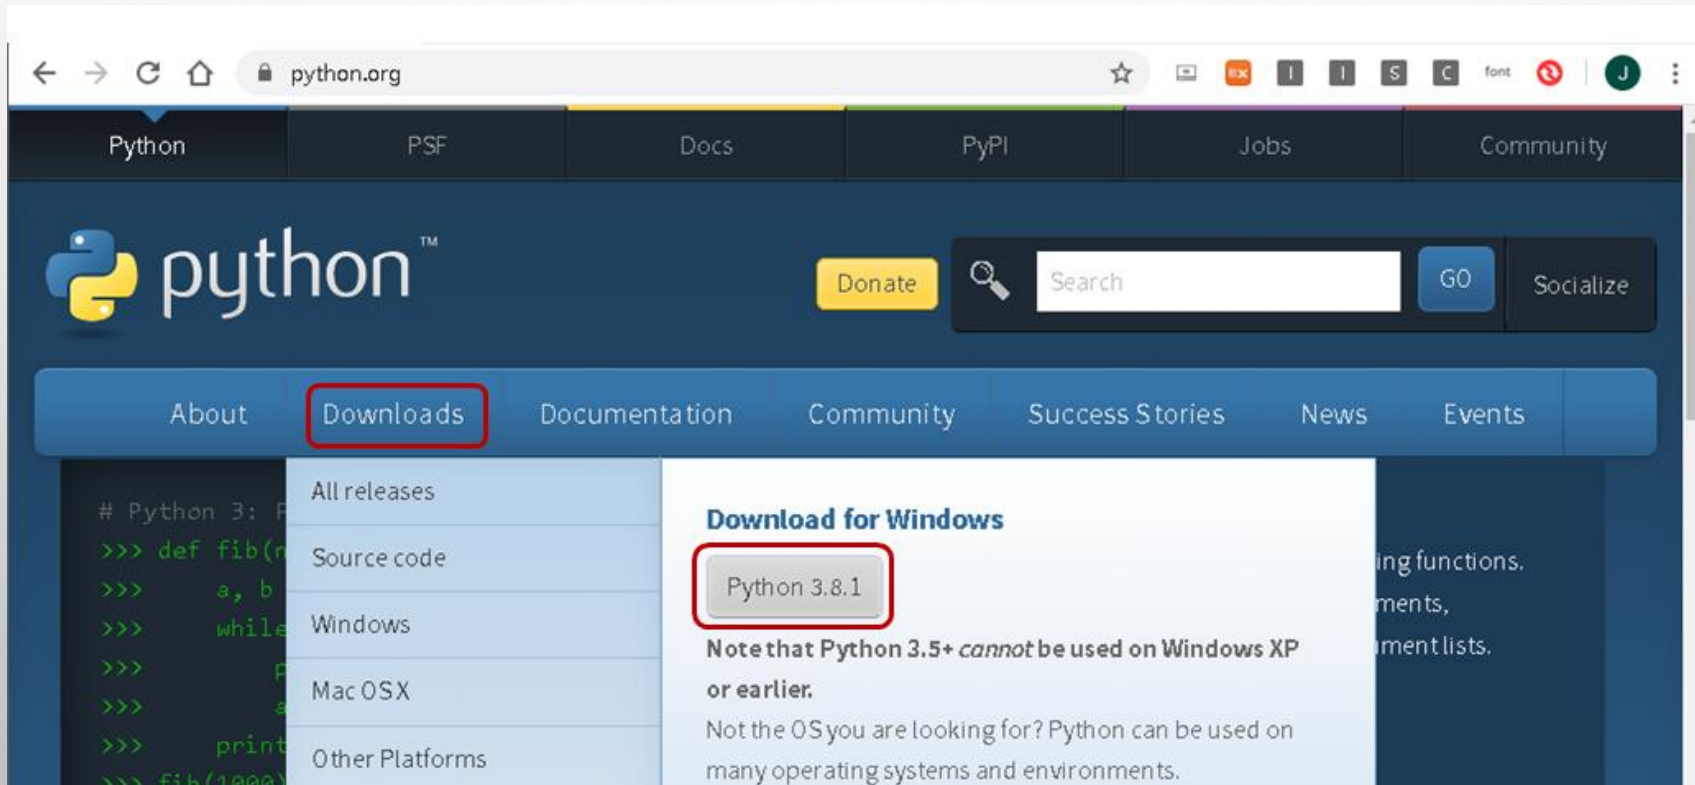 python.org
EX I I S C font J
Python PSF Docs PyPI Jobs Community
python™
Donate Search GO Socialize
About Downloads Documentation Community Success Stories News Events
All releases
Source code
Windows
Mac OS X
Other Platforms
# Python 3:
>>> def fib(
>>> a, b
>>> while
>>>
>>>
>>> print
>>> fib(1000)
Download for Windows
Python 3.8.1
Note that Python 3.5+ cannot be used on Windows XP
or earlier.
Not the OS you are looking for? Python can be used on
many operating systems and environments.
ing functions.
ments,
ment lists.